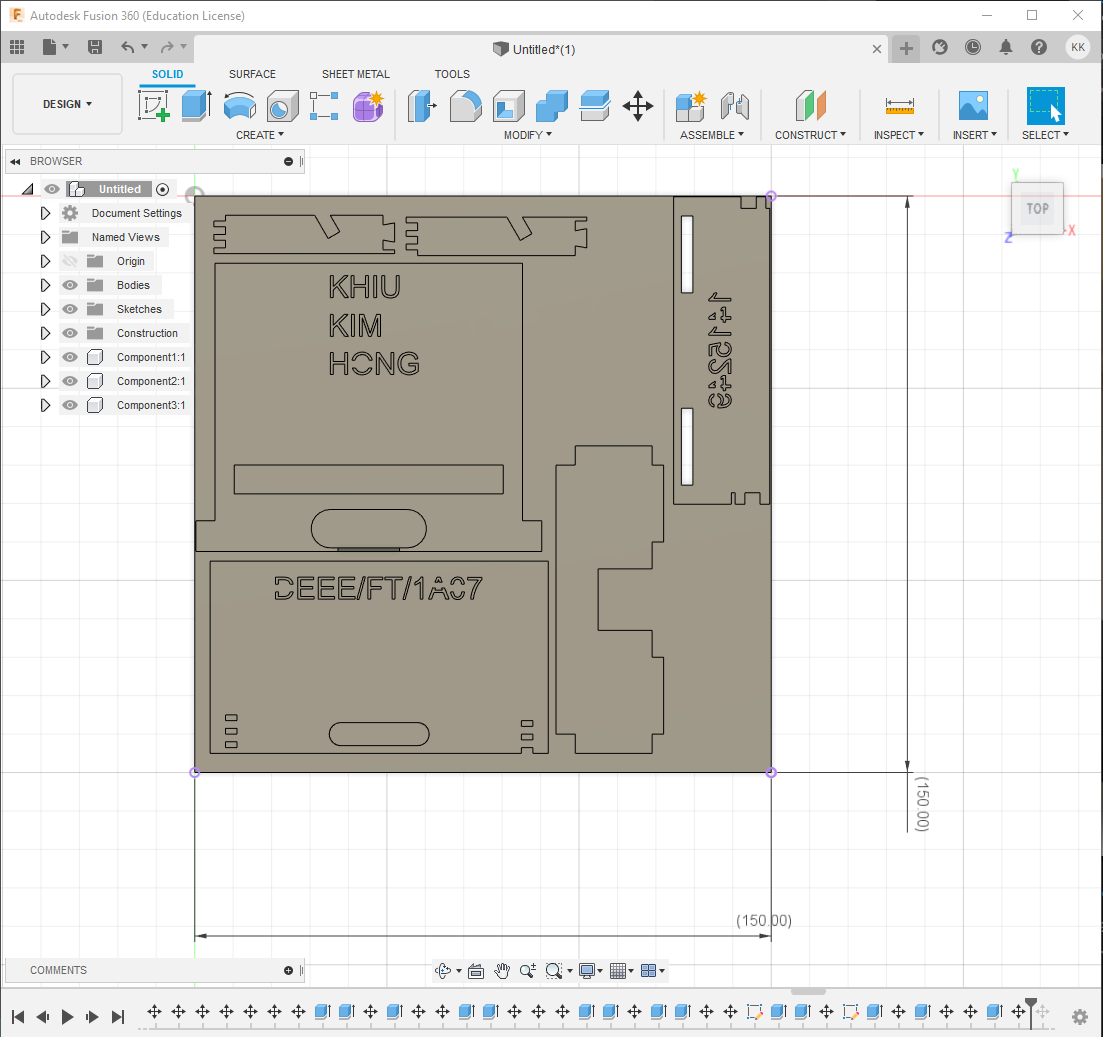 Autodesk Fusion 360 (Education License)
Untitled*(1)
KK
DESIGN
SOLID
SURFACE
SHEET METAL
TOOLS
CREATE
MODIFY
ASSEMBLE
CONSTRUCT
INSPECT
INSERT
SELECT
BROWSER
Untitled
Document Settings
Named Views
Origin
Bodies
Sketches
Construction
Component1:1
Component2:1
Component3:1
TOP
Y
X
Z
KHIU
KIM
HONG
DEEE/FT/1A07
(150.00)
(150.00)
COMMENTS